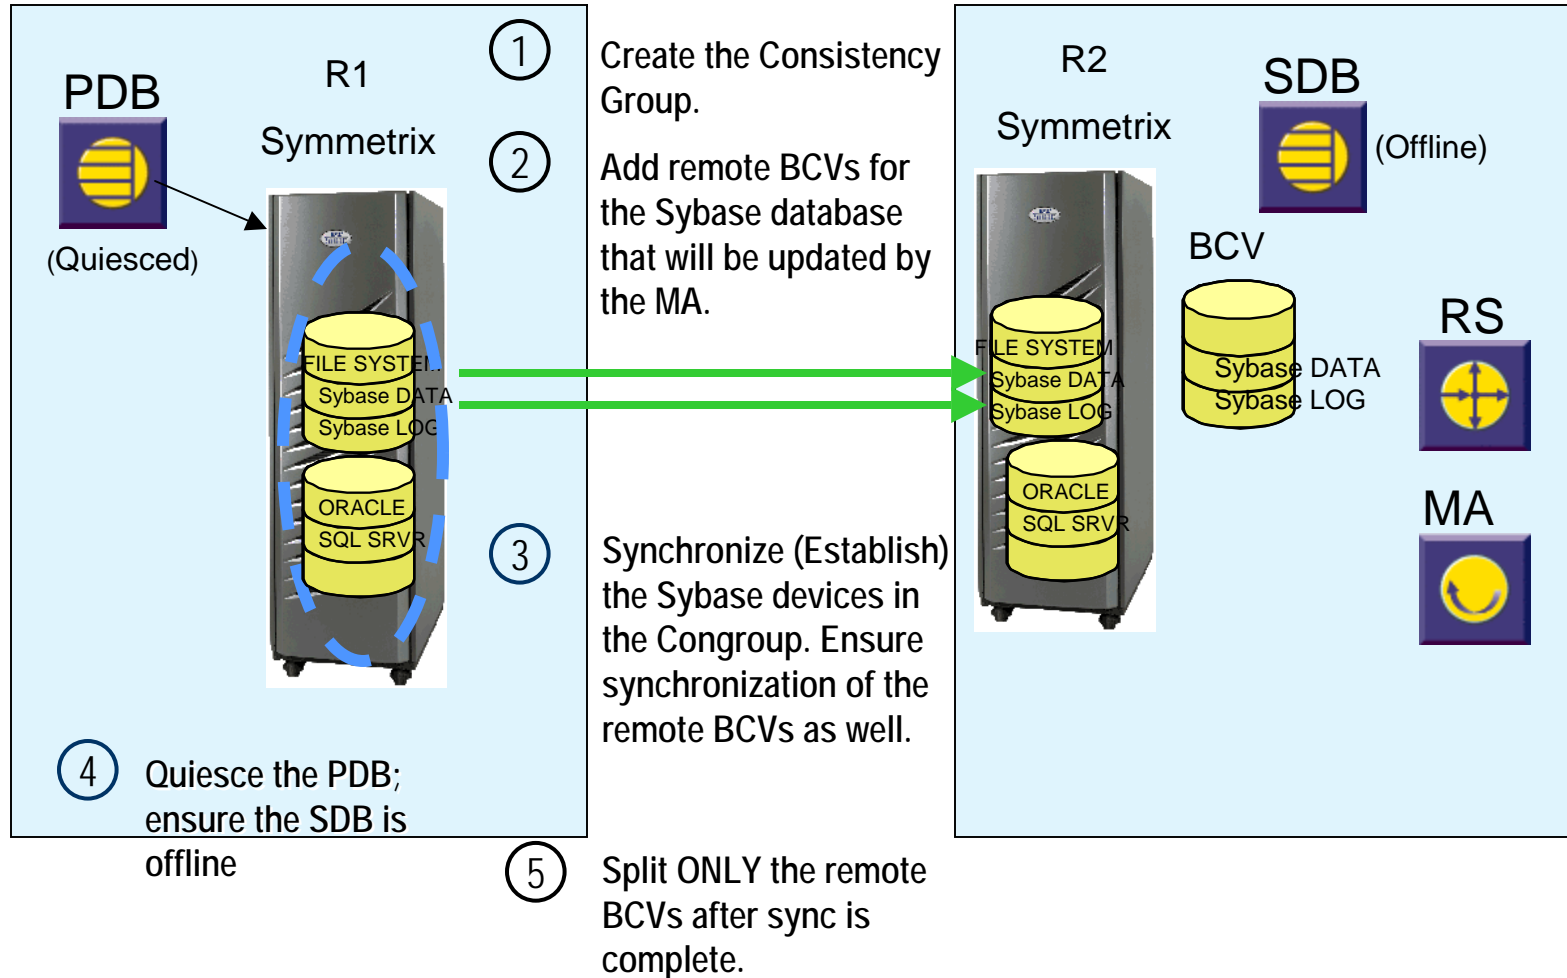 PDB
(Quiesced)
R1
Symmetrix
FILE SYSTEM
Sybase DATA
Sybase LOG
ORACLE
SQL SRVR
1
Create the Consistency
Group.
2
Add remote BCVs for
the Sybase database
that will be updated by
the MA.
3
Synchronize (Establish)
the Sybase devices in
the Congroup. Ensure
synchronization of the
remote BCVs as well.
4
Quiesce the PDB;
ensure the SDB is
offline
5
Split ONLY the remote
BCVs after sync is
complete.
R2
Symmetrix
FILE SYSTEM
Sybase DATA
Sybase LOG
ORACLE
SQL SRVR
SDB
(Offline)
BCV
Sybase DATA
Sybase LOG
RS
MA